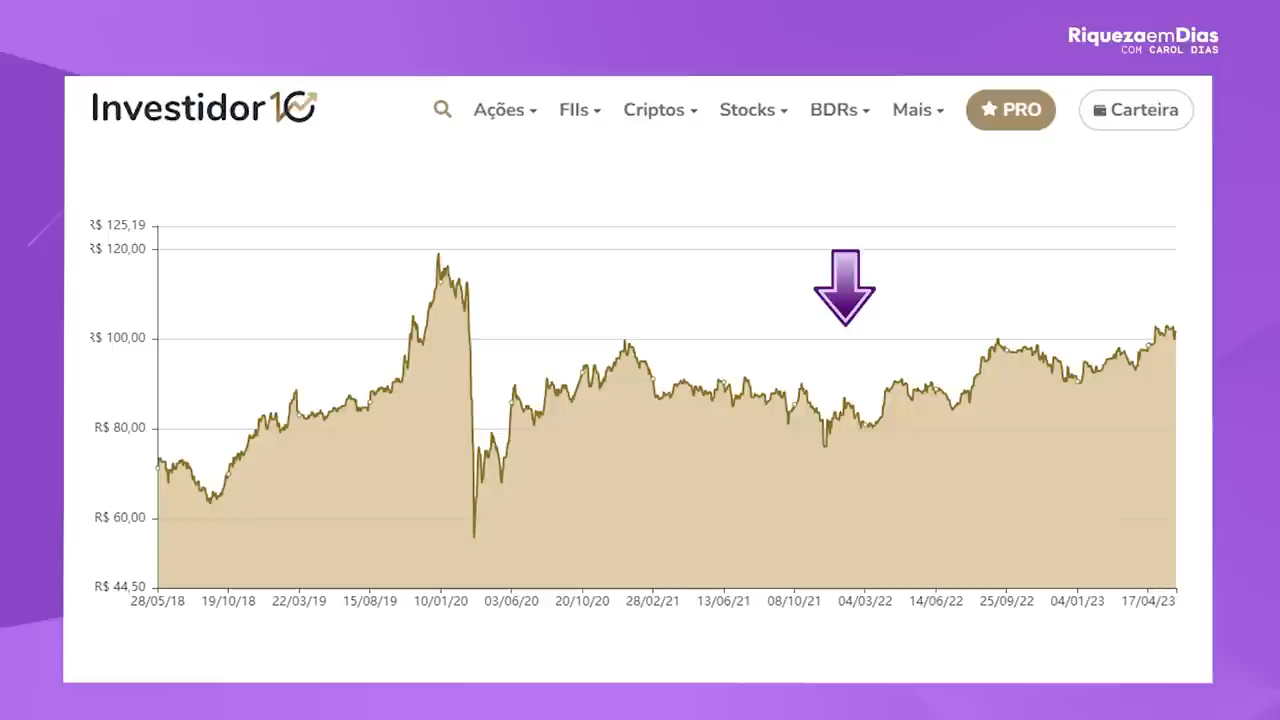 RiquezaemDias
COM CAROL DIAS
Investidor 10
Ações
FIIs
Criptos
Stocks
BDRs
Mais
PRO
Carteira
R$ 125,19
R$ 120,00
R$ 100,00
R$ 80,00
R$ 60,00
R$ 44,50
28/05/18 19/10/18 22/03/19 15/08/19 10/01/20 03/06/20 20/10/20 28/02/21 13/06/21 08/10/21 04/03/22 14/06/22 25/09/22 04/01/23 17/04/23